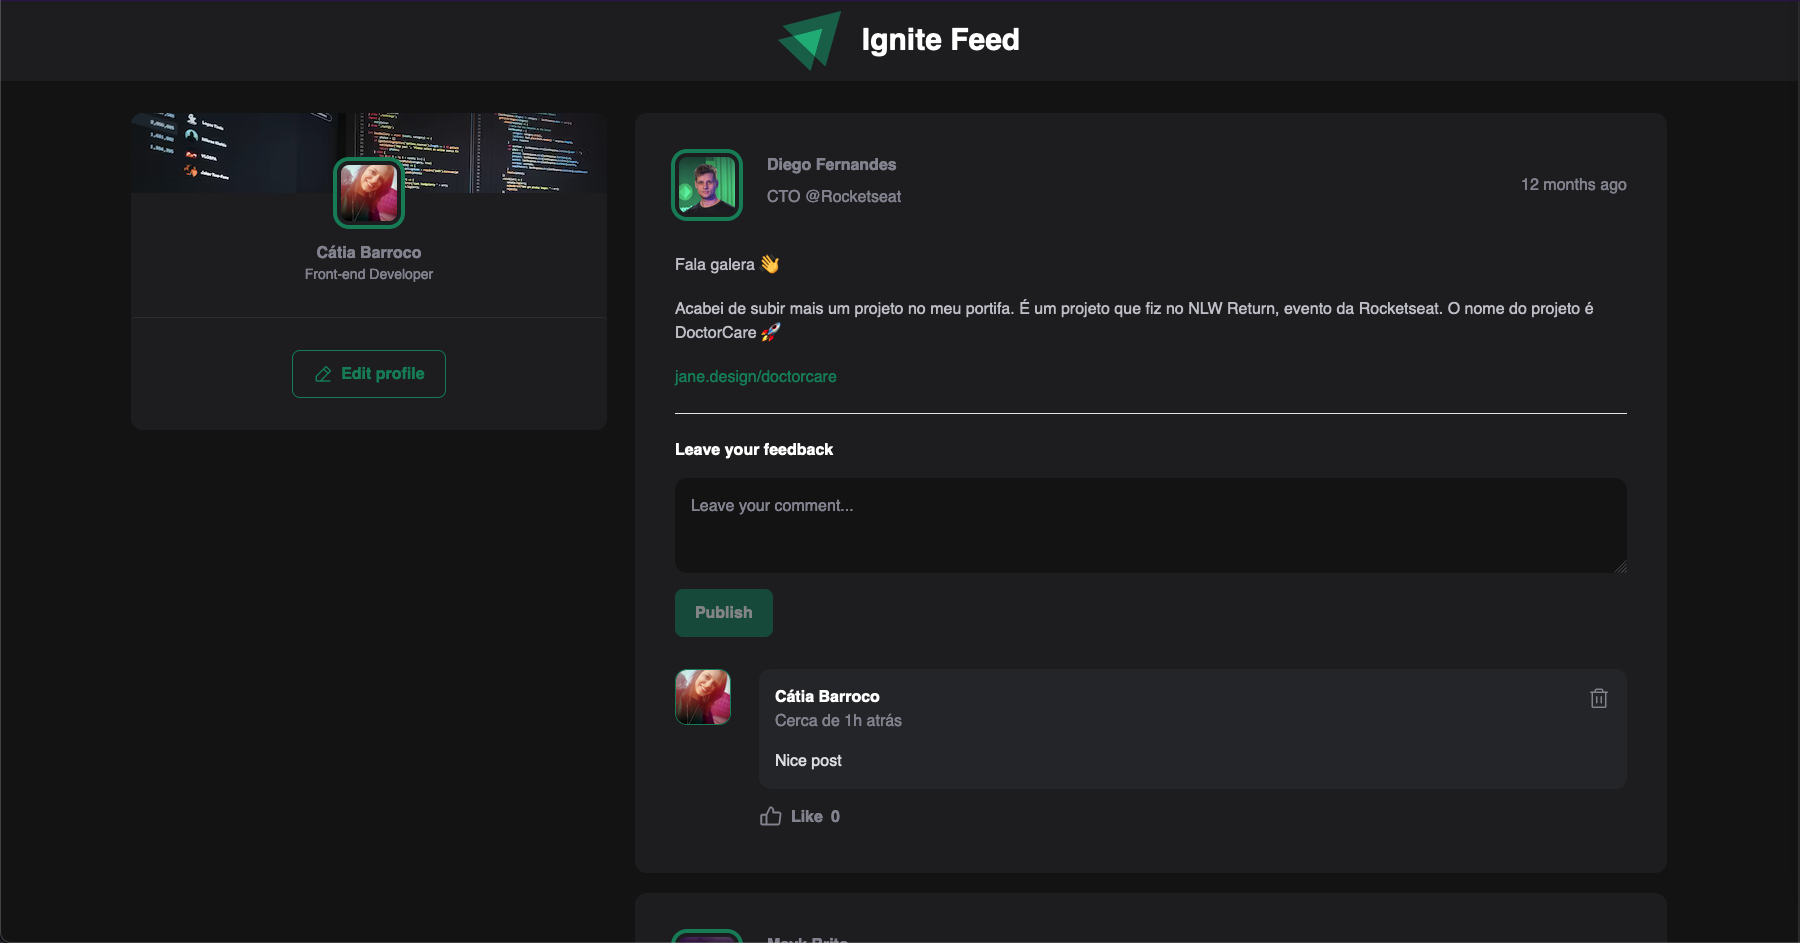 Ignite Feed
Cátia Barroco
Front-end Developer
Edit profile
Diego Fernandes
CTO @Rocketseat
12 months ago
Fala galera 👋
Acabei de subir mais um projeto no meu portifa. É um projeto que fiz no NLW Return, evento da Rocketseat. O nome do projeto é
DoctorCare 🚀
jane.design/doctorcare
Leave your feedback
Leave your comment...
Publish
Cátia Barroco
Cerca de 1h atrás
Nice post
Like 0
Mayk Brito